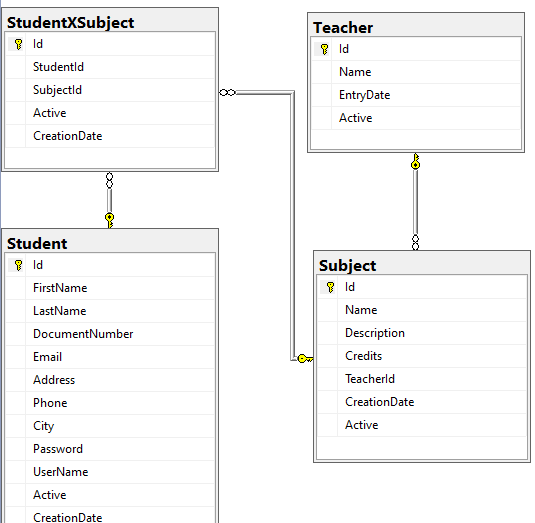 StudentXSubject
Id
StudentId
SubjectId
Active
CreationDate
Teacher
Id
Name
EntryDate
Active
Student
Id
FirstName
LastName
DocumentNumber
Email
Address
Phone
City
Password
UserName
Active
CreationDate
Subject
Id
Name
Description
Credits
TeacherId
CreationDate
Active